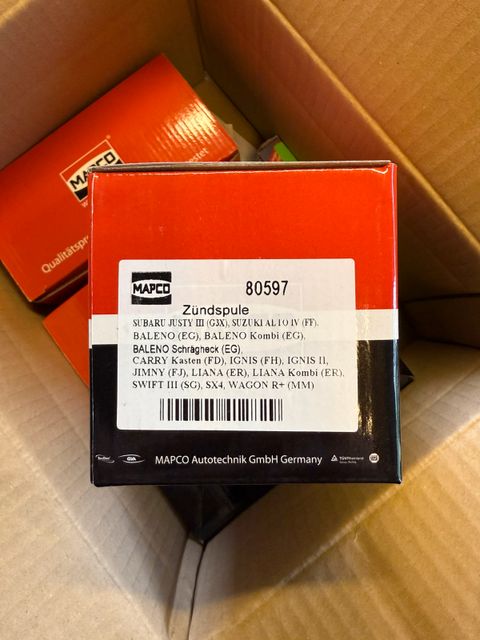 MAPCO
Qualitätspro
MAPCO
80597
Zündspule
SUBARU JUSTY III (G3X), SUZUKI ALTO IV (FF),
BALENO (EG), BALENO Kombi (EG),
BALENO Schrägheck (EG),
CARRY Kasten (FD), IGNIS (FH), IGNIS II,
JIMNY (FJ), LIANA (ER), LIANA Kombi (ER),
SWIFT III (SG), SX4, WAGON R+ (MM)
MAPCO Autotechnik GmbH Germany
TÜVRheinland